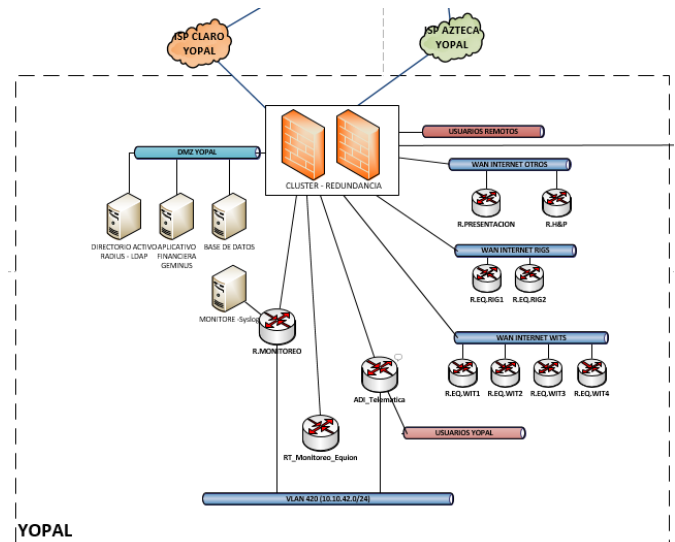 ISP CLARO
YOPAL
ISP AZTECA
YOPAL
USUARIOS REMOTOS
DMZ YOPAL
WAN INTERNET OTROS
CLUSTER - REDUNDANCIA
R.PRESENTACION
R.H&P
DIRECTORIO ACTIVO
RADIUS - LDAP
APLICATIVO
FINANCIERA
GEMINUS
BASE DE DATOS
WAN INTERNET RIGS
R.EQ.RIG1
R.EQ.RIG2
MONITORE -Syslog
R.MONITOREO
WAN INTERNET WITS
R.EQ.WIT1
R.EQ.WIT2
R.EQ.WIT3
R.EQ.WIT4
ADI_Telematica
USUARIOS YOPAL
RT_Monitoreo_Equion
VLAN 420 (10.10.42.0/24)
YOPAL